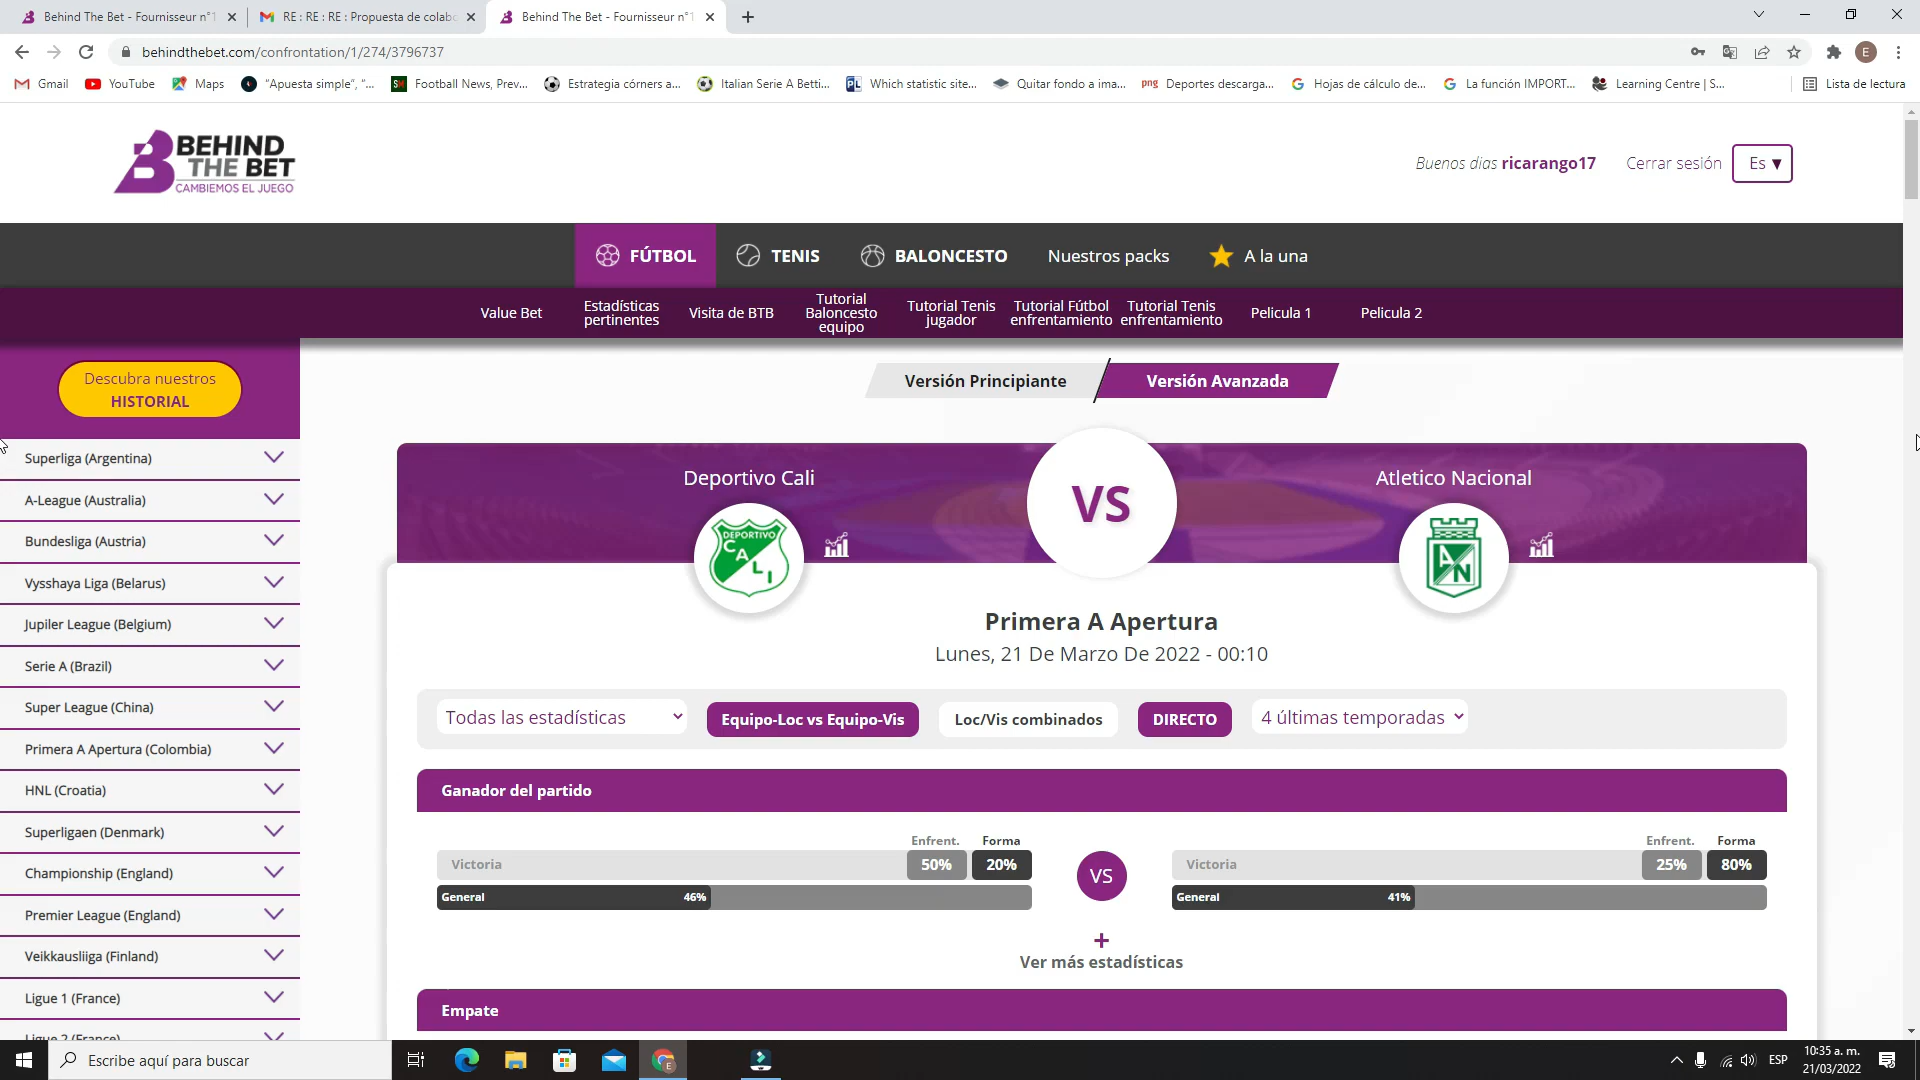 Behind The Bet - Fournisseur n°1
RE : RE : RE : Propuesta de colabo
Behind The Bet - Fournisseur n°1
behindthebet.com/confrontation/1/274/3796737
E
Gmail
YouTube
Maps
"Apuesta simple", "...
Football News, Prev...
Estrategia córners a...
Italian Serie A Betti...
Which statistic site...
Quitar fondo a ima...
png Deportes descarga...
Hojas de cálculo de...
La función IMPORT...
Learning Centre | S...
Lista de lectura
BEHIND
THE BET
CAMBIEMOS EL JUEGO
Buenos dias ricarango17
Cerrar sesión
Es ▼
FÚTBOL
TENIS
BALONCESTO
Nuestros packs
A la una
Value Bet
Estadísticas
pertinentes
Visita de BTB
Tutorial
Baloncesto
equipo
Tutorial Tenis
jugador
Tutorial Fútbol
enfrentamiento
Tutorial Tenis
enfrentamiento
Pelicula 1
Pelicula 2
Descubra nuestros
HISTORIAL
Superliga (Argentina)
A-League (Australia)
Bundesliga (Austria)
Vysshaya Liga (Belarus)
Jupiler League (Belgium)
Serie A (Brazil)
Super League (China)
Primera A Apertura (Colombia)
HNL (Croatia)
Superligaen (Denmark)
Championship (England)
Premier League (England)
Veikkausliiga (Finland)
Ligue 1 (France)
Ligue 2 (France)
Versión Principiante
Versión Avanzada
Deportivo Cali
VS
Atletico Nacional
DEPORTIVO
CALI
AN
Primera A Apertura
Lunes, 21 De Marzo De 2022 - 00:10
Todas las estadísticas
Equipo-Loc vs Equipo-Vis
Loc/Vis combinados
DIRECTO
4 últimas temporadas
Ganador del partido
Enfrent. Forma
Victoria 50% 20%
General 46%
VS
Enfrent. Forma
Victoria 25% 80%
General 41%
+
Ver más estadísticas
Empate
Escribe aquí para buscar
E
ESP
10:35 a. m.
21/03/2022